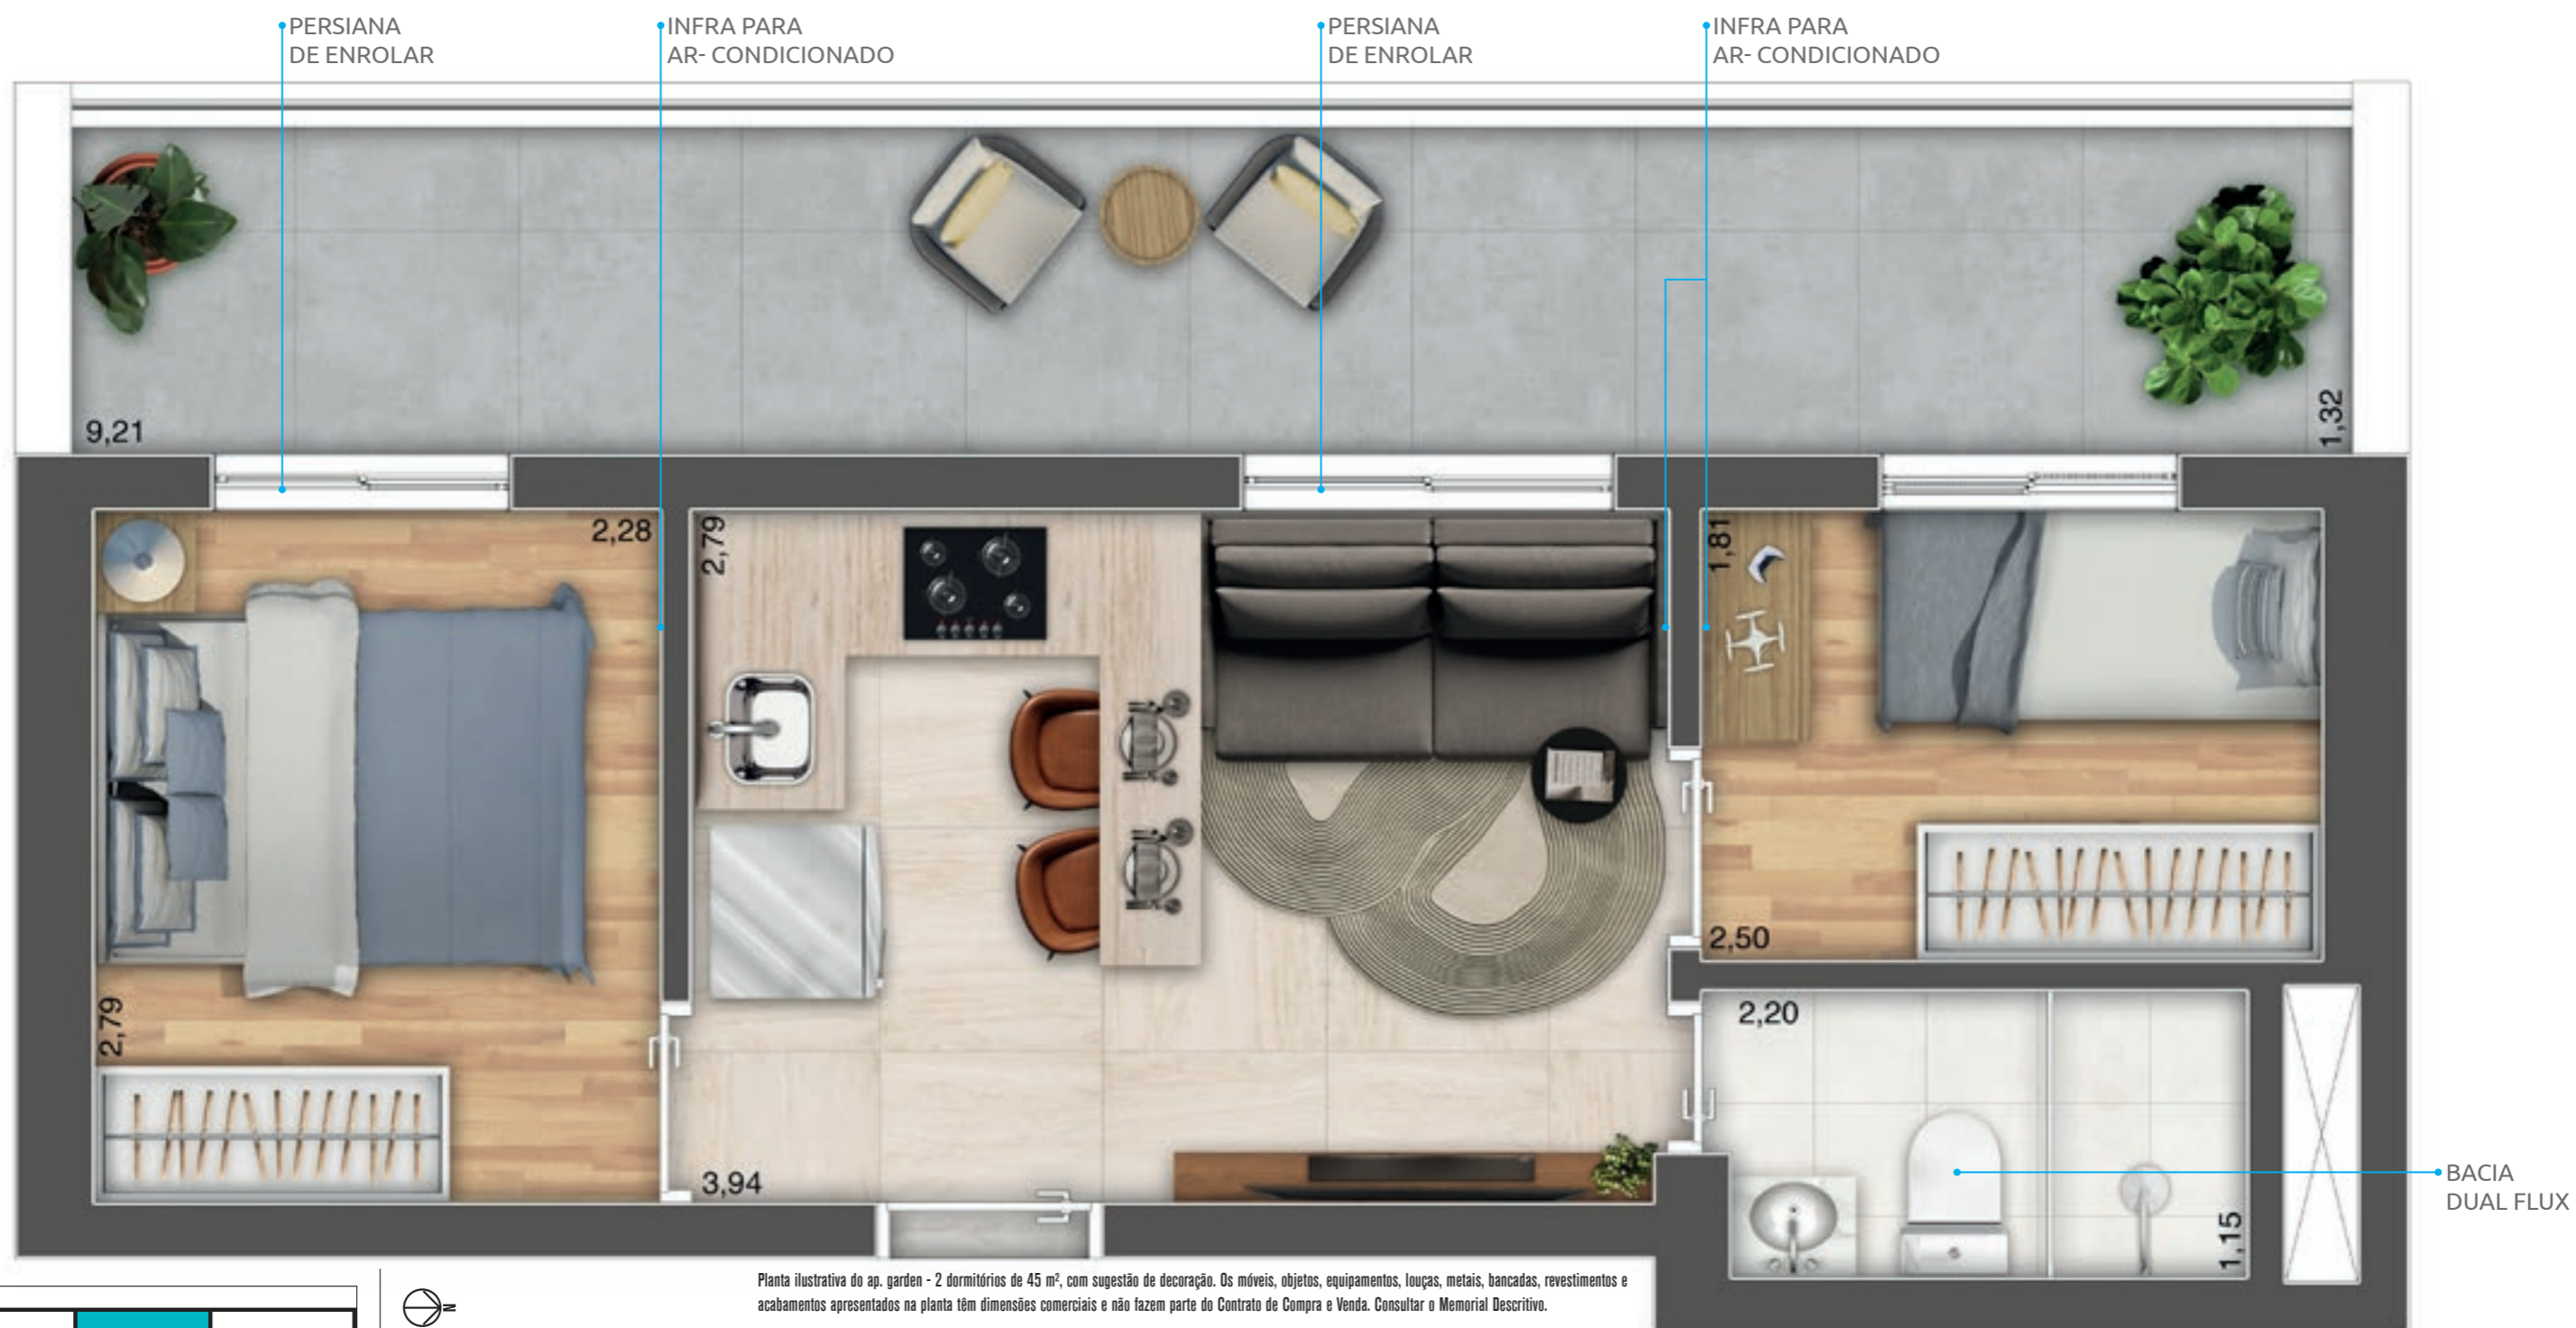 PERSIANA
DE ENROLAR
INFRA PARA
AR- CONDICIONADO
PERSIANA
DE ENROLAR
INFRA PARA
AR- CONDICIONADO
9,21
1,32
2,28
2,79
1,81
2,50
2,79
2,20
3,94
1,15
BACIA
DUAL FLUX
N
Planta ilustrativa do ap. garden - 2 dormitórios de 45 m², com sugestão de decoração. Os móveis, objetos, equipamentos, louças, metais, bancadas, revestimentos e
acabamentos apresentados na planta têm dimensões comerciais e não fazem parte do Contrato de Compra e Venda. Consultar o Memorial Descritivo.